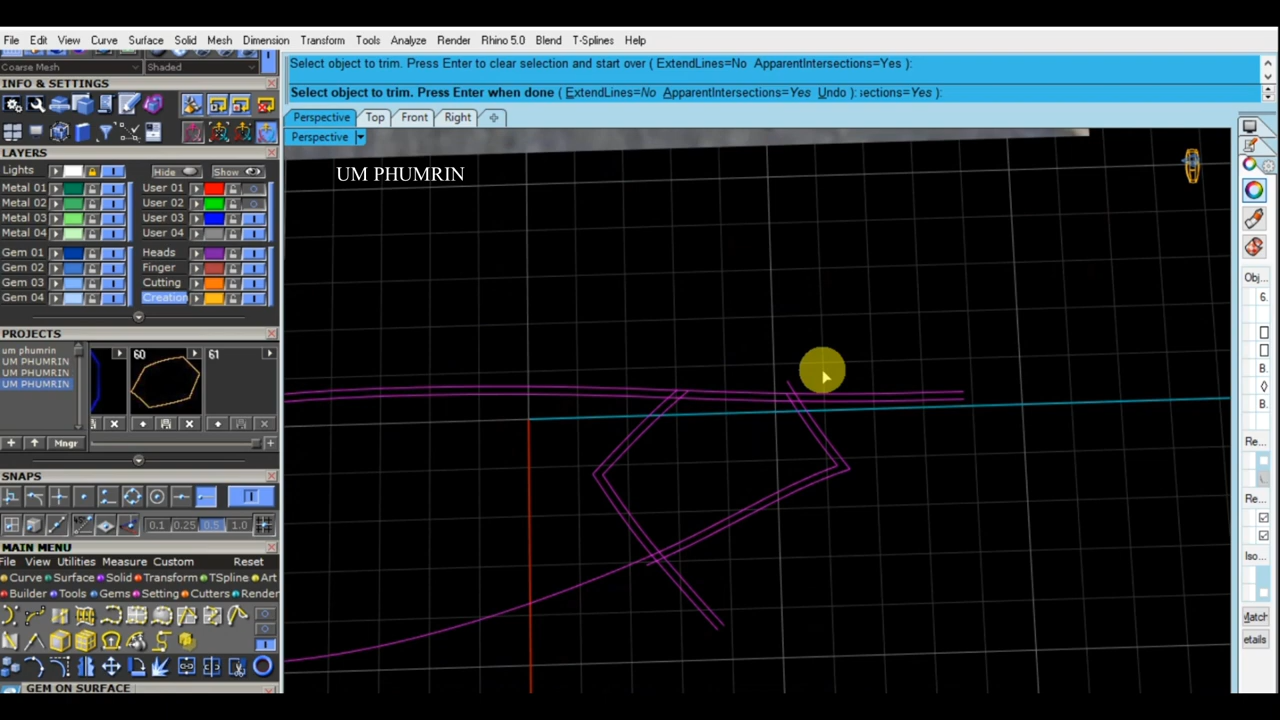 File Edit View Curve Surface Solid Mesh Dimension Transform Tools Analyze Render Rhino 5.0 Blend T-Splines Help
Coarse Mesh Shaded
Select object to trim. Press Enter to clear selection and start over ( ExtendLines=No ApparentIntersections=Yes ):
Select object to trim. Press Enter when done ( ExtendLines=No ApparentIntersections=Yes Undo ): :ections=Yes ):
INFO & SETTINGS
Perspective Top Front Right
Perspective
UM PHUMRIN
LAYERS
Lights Hide Show
Metal 01 User 01
Metal 02 User 02
Metal 03 User 03
Metal 04 User 04
Gem 01 Heads
Gem 02 Finger
Gem 03 Cutting
Gem 04 Creation
PROJECTS
um phumrin 60 61
UM PHUMRIN
UM PHUMRIN
UM PHUMRIN
+ Mngr +
SNAPS
0.1 0.25 0.5 1.0
MAIN MENU
File View Utilities Measure Custom Reset
Curve Surface Solid Transform TSpline Art
Builder Tools Gems Setting Cutters Render
GEM ON SURFACE
Obj...
6.
B.
B.
Re...
Re...
Iso...
Match
etails